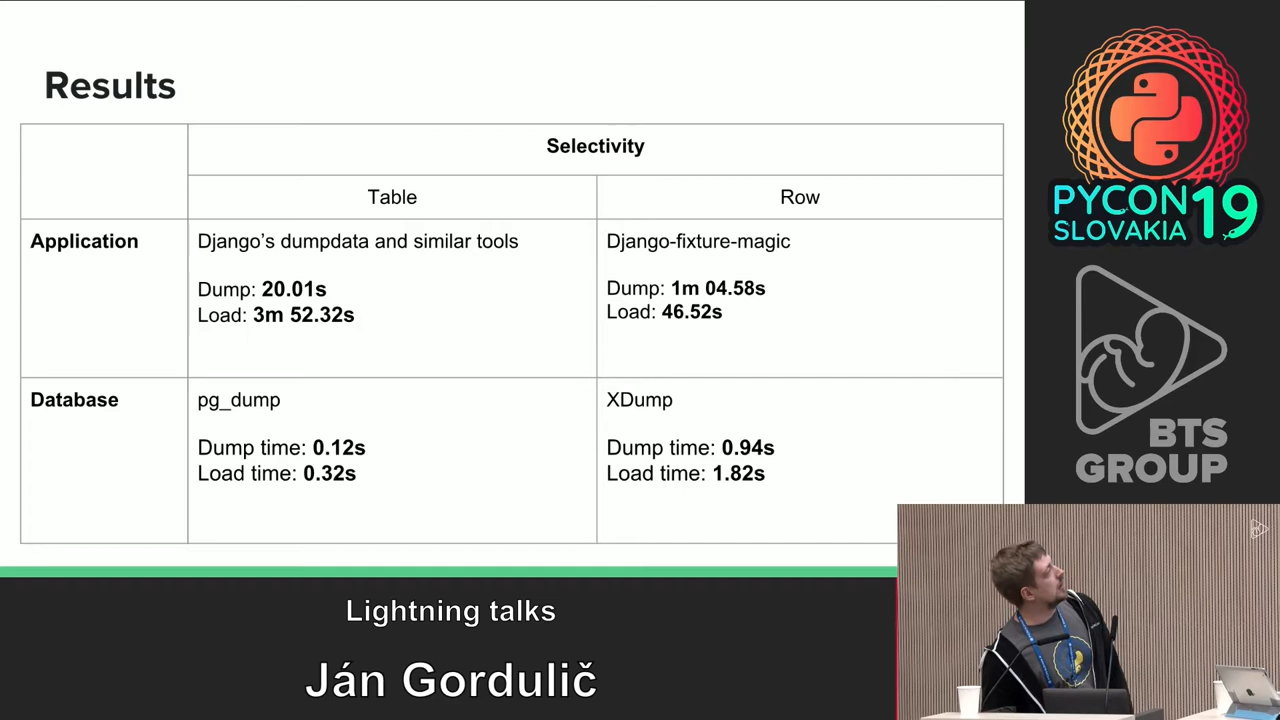 Results
Selectivity
Table
Row
Application
Django's dumpdata and similar tools
Dump: 20.01s
Load: 3m 52.32s
Django-fixture-magic
Dump: 1m 04.58s
Load: 46.52s
Database
pg_dump
Dump time: 0.12s
Load time: 0.32s
XDump
Dump time: 0.94s
Load time: 1.82s
PYCON
SLOVAKIA
19
BTS
GROUP
Lightning talks
Ján Gordulič